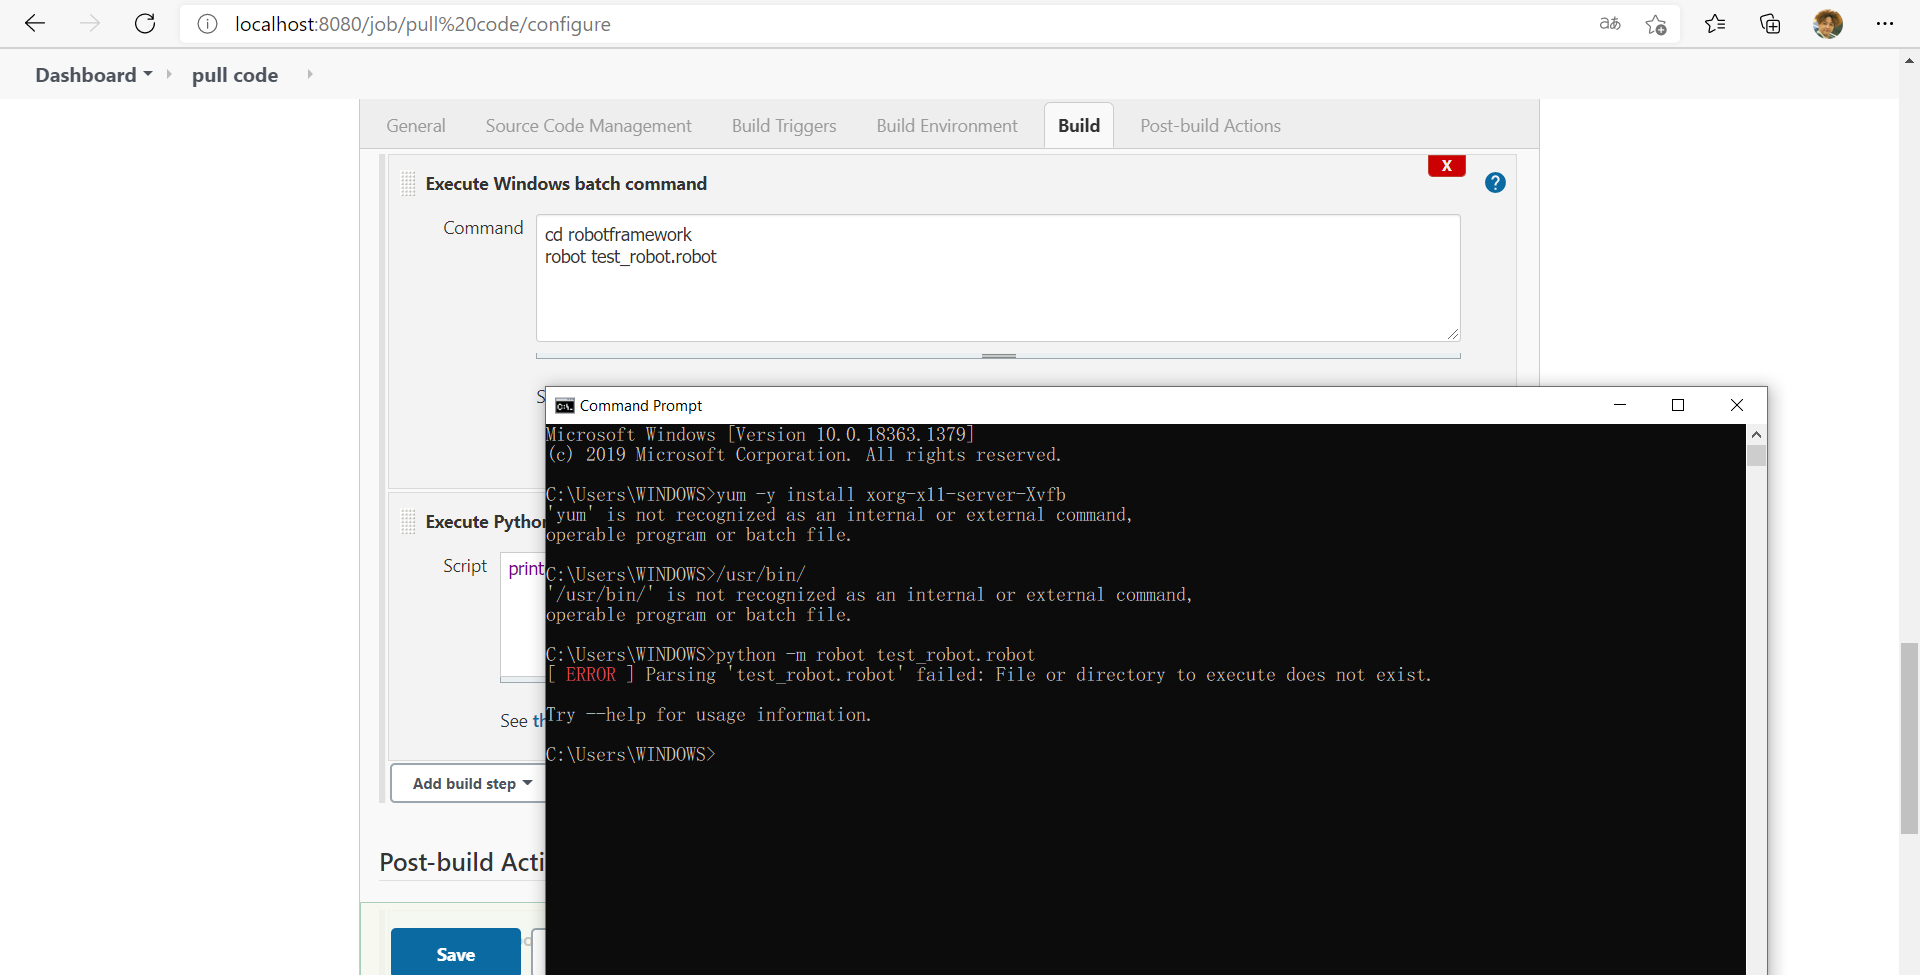 localhost:8080/job/pull%20code/configure
aあ
Dashboard
pull code
General
Source Code Management
Build Triggers
Build Environment
Build
Post-build Actions
X
Execute Windows batch command
?
Command
cd robotframework
robot test_robot.robot
S
Command Prompt
Microsoft Windows [Version 10.0.18363.1379]
(c) 2019 Microsoft Corporation. All rights reserved.
C:\Users\WINDOWS>yum -y install xorg-x11-server-Xvfb
'yum' is not recognized as an internal or external command,
operable program or batch file.
C:\Users\WINDOWS>/usr/bin/
'/usr/bin/' is not recognized as an internal or external command,
operable program or batch file.
C:\Users\WINDOWS>python -m robot test_robot.robot
[ ERROR ] Parsing 'test_robot.robot' failed: File or directory to execute does not exist.
Try --help for usage information.
C:\Users\WINDOWS>
Execute Python
Script
print
See th
Add build step
Post-build Acti
Save